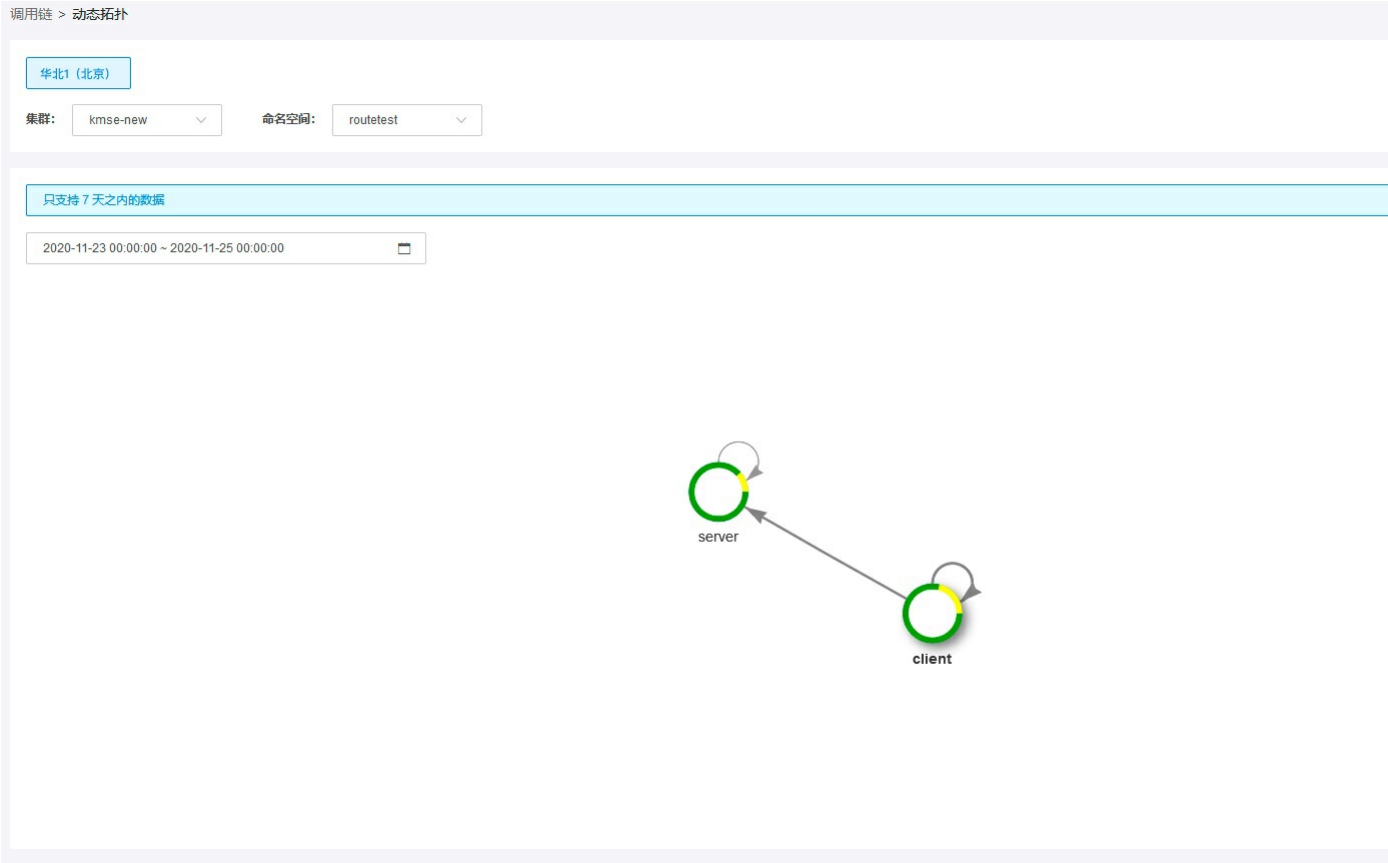 调用链 > 动态拓扑
华北1（北京）
集群： kmse-new 命名空间： routetest
只支持 7 天之内的数据
2020-11-23 00:00:00 ~ 2020-11-25 00:00:00
server
client